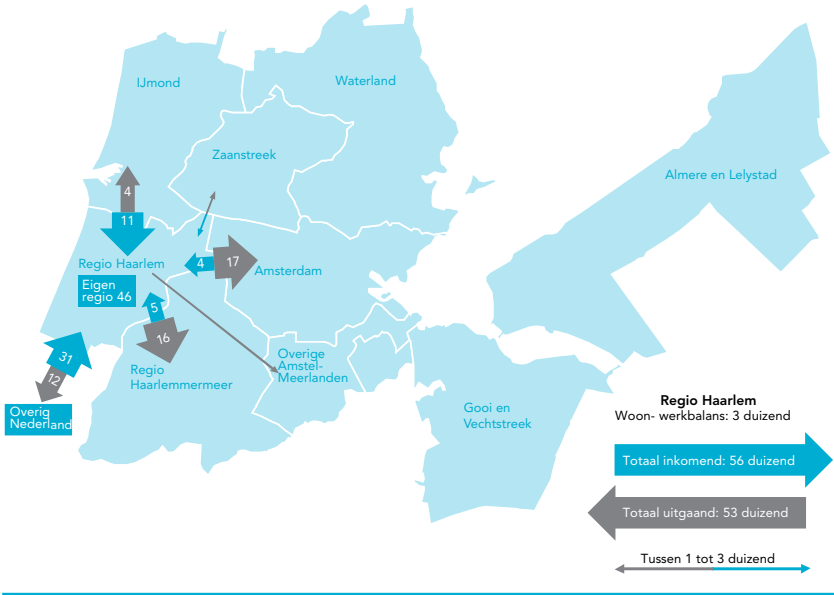 IJmond
Waterland
Zaanstreek
Almere en Lelystad
4
11
Regio Haarlem
4
17
Amsterdam
Eigen
regio 46
5
16
31
12
Regio
Haarlemmermeer
Overige
Amstel-
Meerlanden
Overig
Nederland
Gooi en
Vechtstreek
Regio Haarlem
Woon- werkbalans: 3 duizend
Totaal inkomend: 56 duizend
Totaal uitgaand: 53 duizend
Tussen 1 tot 3 duizend